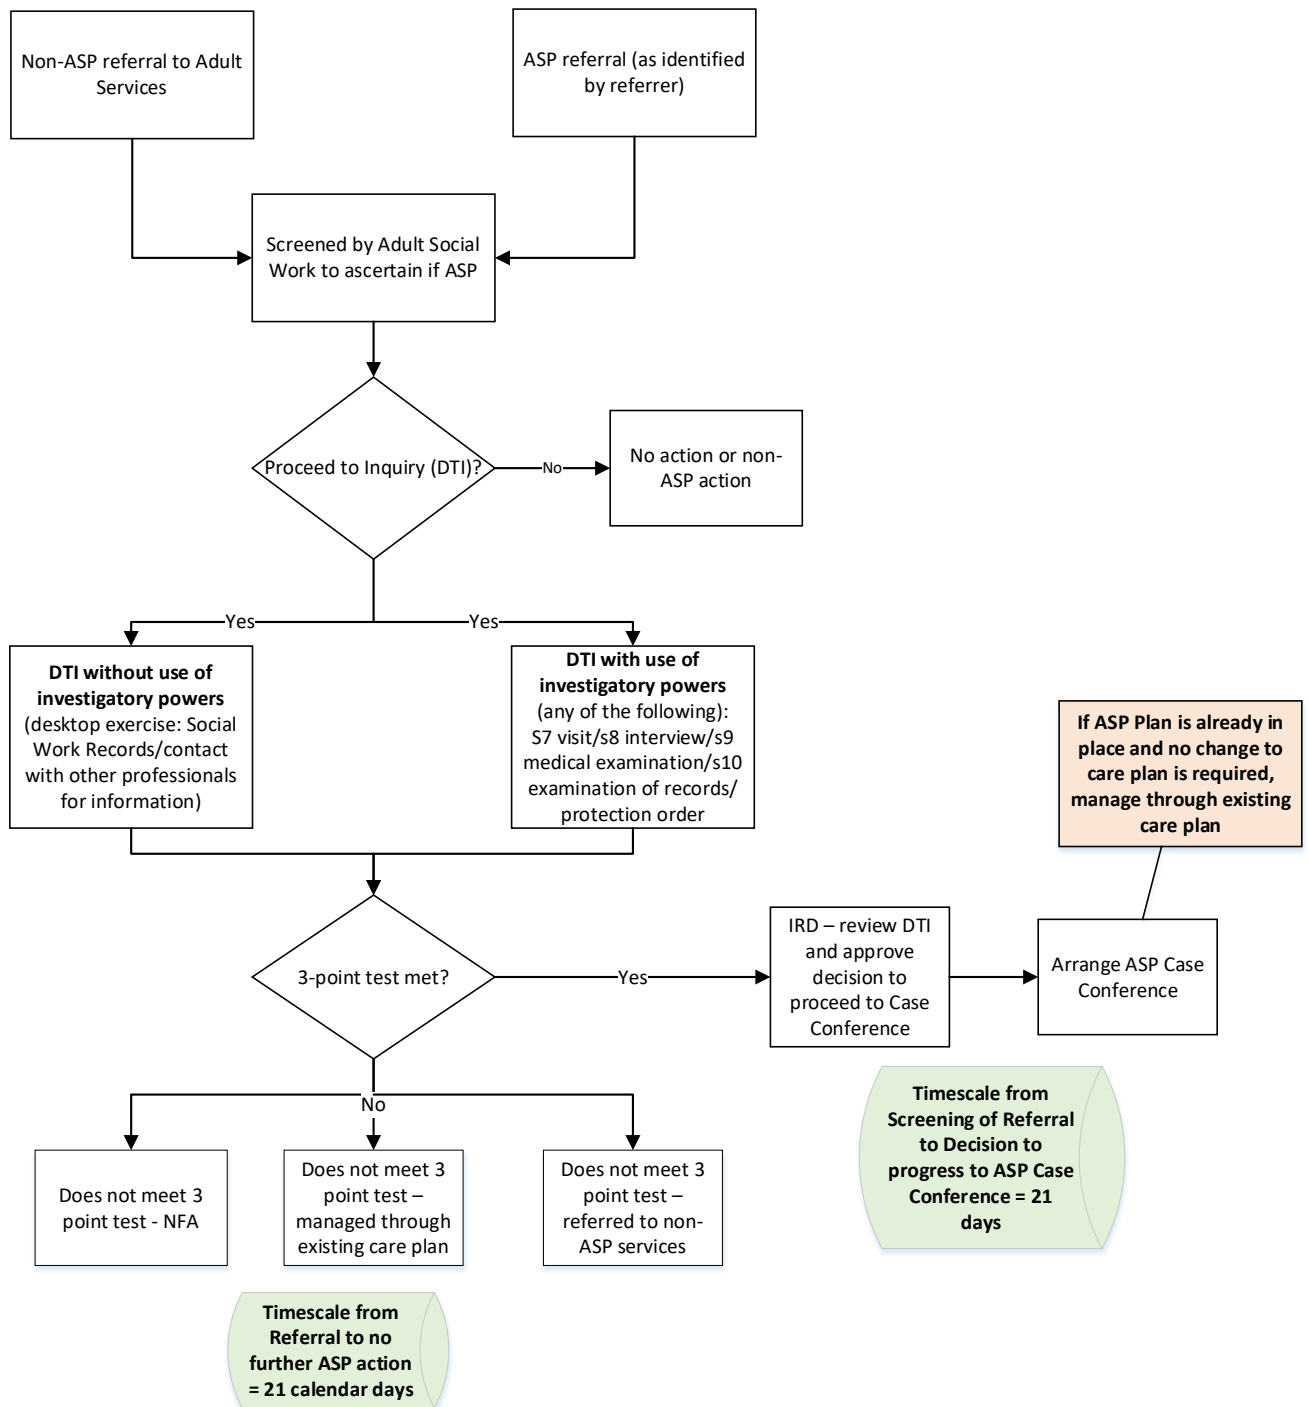 Non-ASP referral to Adult
Services
ASP referral (as identified
by referrer)
Screened by Adult Social
Work to ascertain if ASP
Proceed to Inquiry (DTI)?
No
No action or non-
ASP action
Yes
Yes
DTI without use of
investigatory powers
(desktop exercise: Social
Work Records/contact
with other professionals
for information)
DTI with use of
investigatory powers
(any of the following):
S7 visit/s8 interview/s9
medical examination/s10
examination of records/
protection order
If ASP Plan is already in
place and no change to
care plan is required,
manage through existing
care plan
3-point test met?
Yes
IRD – review DTI
and approve
decision to
proceed to Case
Conference
Arrange ASP Case
Conference
No
Does not meet 3
point test - NFA
Does not meet 3
point test –
managed through
existing care plan
Does not meet 3
point test –
referred to non-
ASP services
Timescale from
Screening of Referral
to Decision to
progress to ASP Case
Conference = 21
days
Timescale from
Referral to no
further ASP action
= 21 calendar days